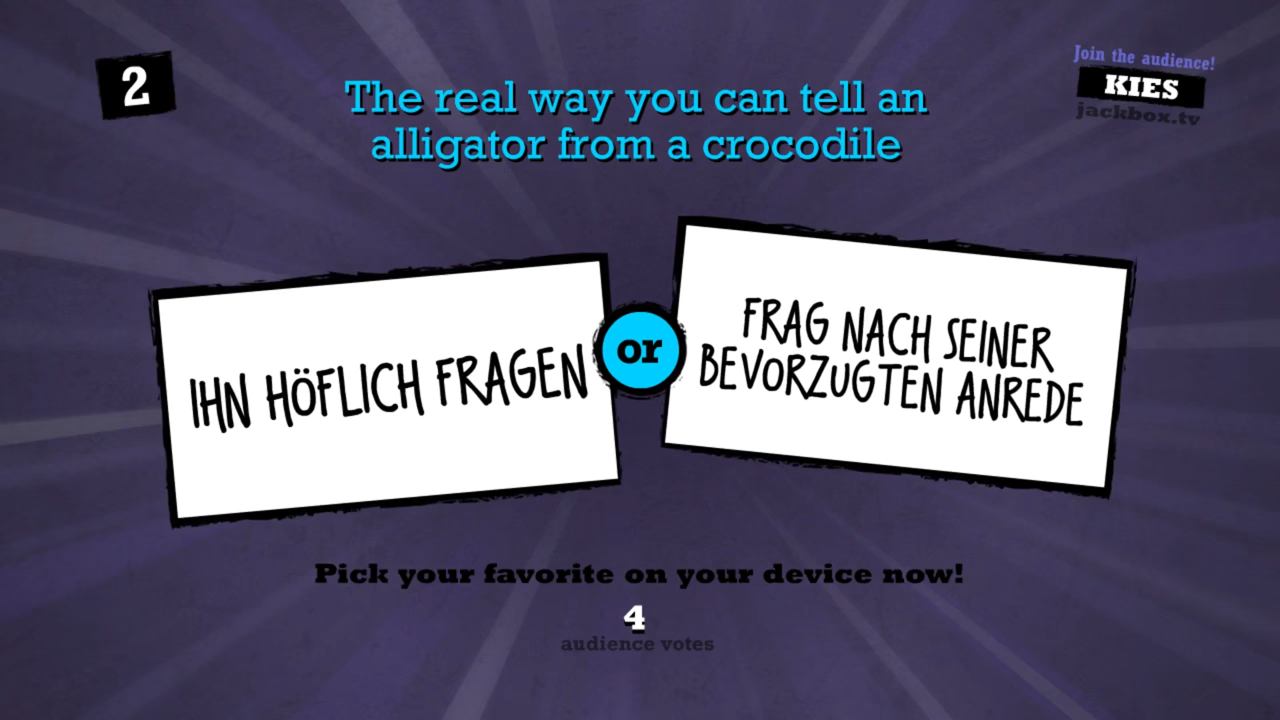 2
The real way you can tell an
alligator from a crocodile
Join the audience!
KIES
jackbox.tv
IHN HÖFLICH FRAGEN
or
FRAG NACH SEINER
BEVORZUGTEN ANREDE
Pick your favorite on your device now!
4
audience votes